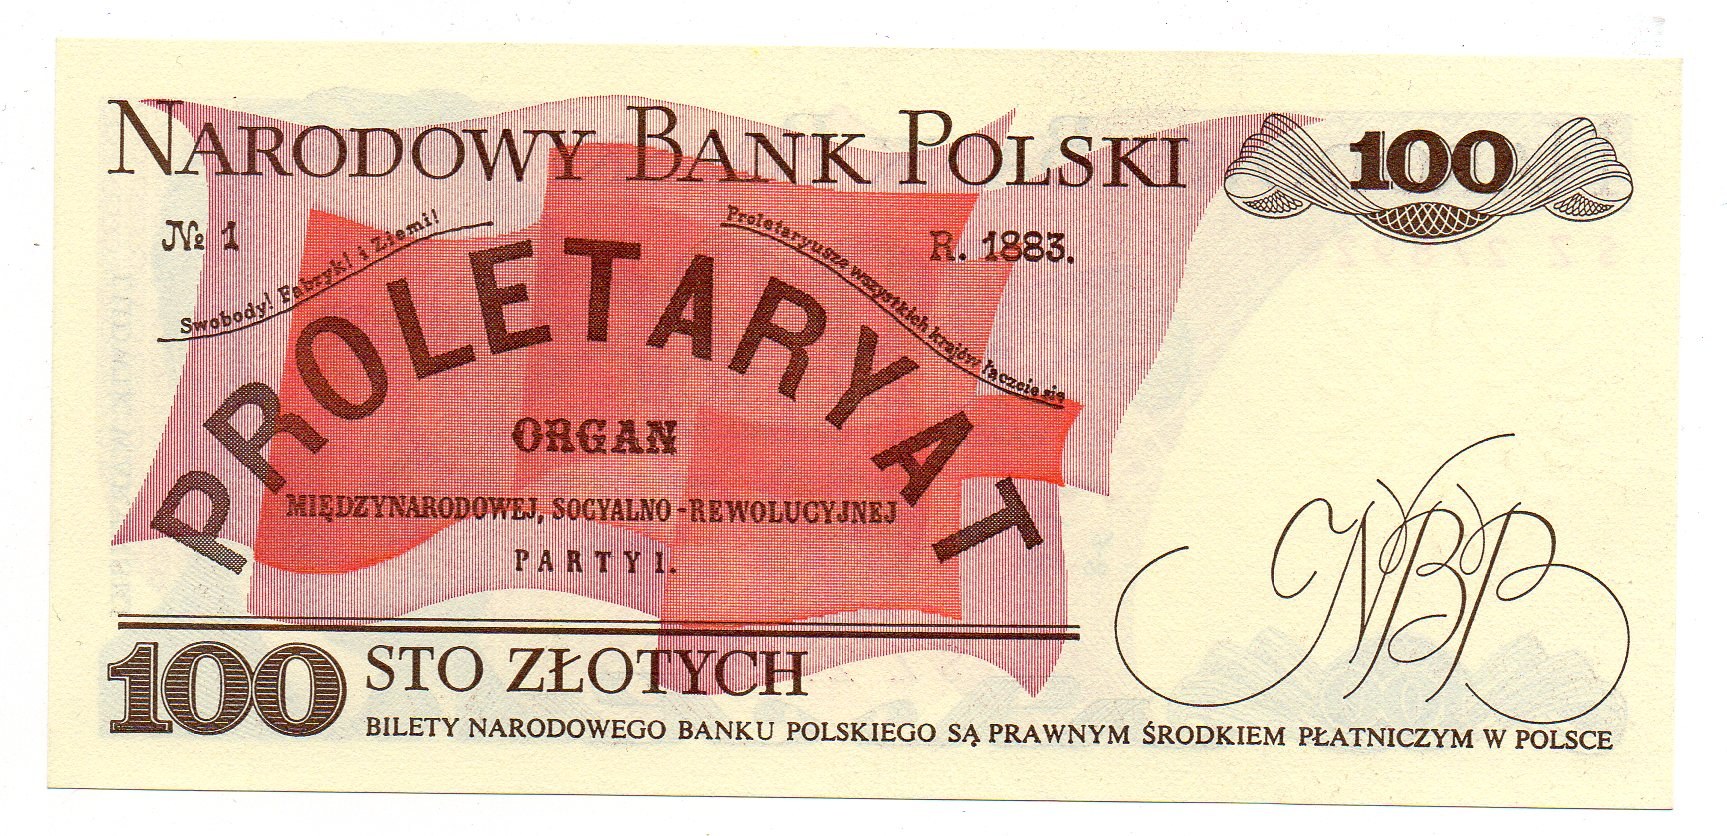 NARODOWY BANK POLSKI
100
№ 1
R. 1883.
Swobody! Fabryk! i Ziemi!
Proletaryusze wszystkich krajów łączcie się
PROLETARYAT
ORGAN
MIĘDZYNARODOWEJ, SOCYALNO-REWOLUCYJNEJ
PARTYI.
NBP
100
STO ZŁOTYCH
BILETY NARODOWEGO BANKU POLSKIEGO SĄ PRAWNYM ŚRODKIEM PŁATNICZYM W POLSCE